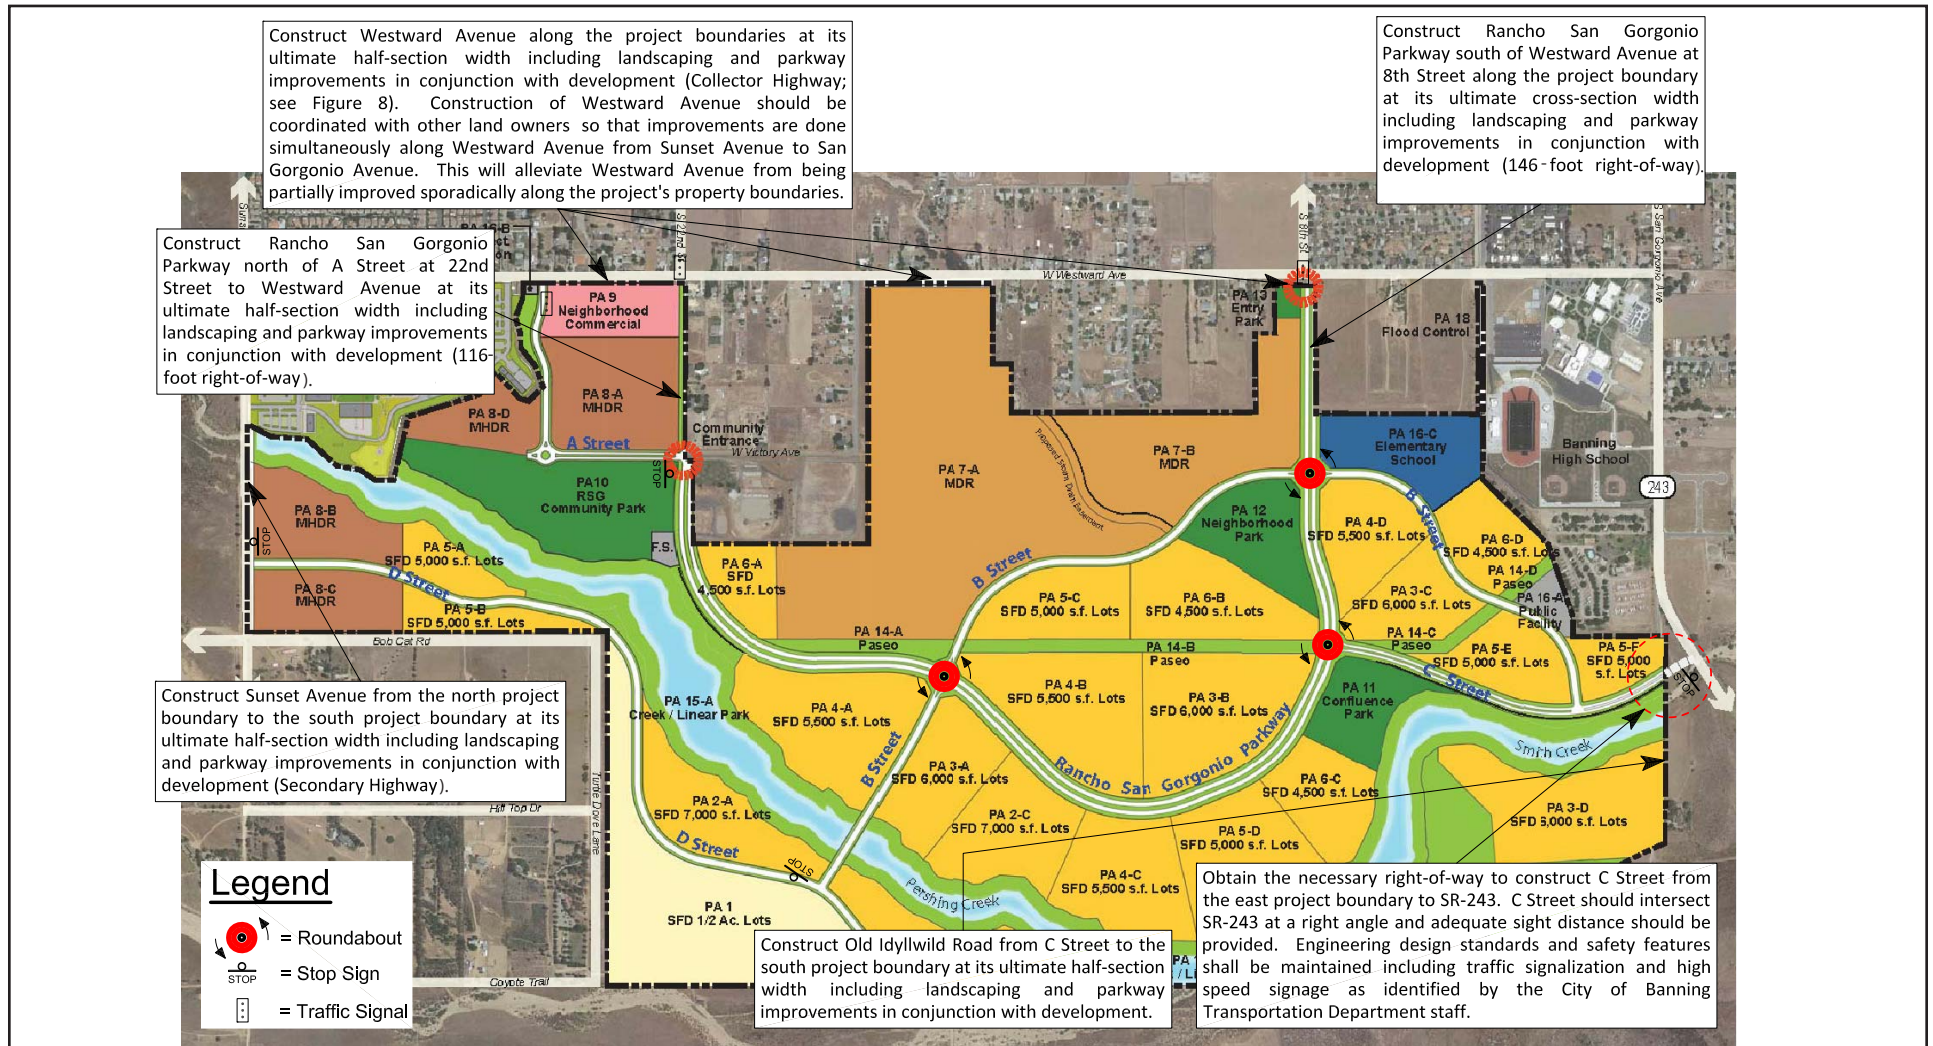 Construct Westward Avenue along the project boundaries at its
ultimate half-section width including landscaping and parkway
improvements in conjunction with development (Collector Highway;
see Figure 8). Construction of Westward Avenue should be
coordinated with other land owners so that improvements are done
simultaneously along Westward Avenue from Sunset Avenue to San
Gorgonio Avenue. This will alleviate Westward Avenue from being
partially improved sporadically along the project's property boundaries.
Construct Rancho San Gorgonio
Parkway south of Westward Avenue at
8th Street along the project boundary
at its ultimate cross-section width
including landscaping and parkway
improvements in conjunction with
development (146-foot right-of-way).
Construct Rancho San Gorgonio
Parkway north of A Street at 22nd
Street to Westward Avenue at its
ultimate half-section width including
landscaping and parkway improvements
in conjunction with development (116-
foot right-of-way).
S 22nd St
S 8th St
S San Gorgonio Ave
W Westward Ave
PA 9
Neighborhood
Commercial
PA 13
Entry
Park
PA 18
Flood Control
PA 8-A
MHDR
PA 8-D
MHDR
A Street
Community
Entrance
W Victory Ave
STOP
PA 16-C
Elementary
School
Banning
High School
243
PA 7-A
MDR
PA 7-B
MDR
Proposed Storm Drain Easement
PA10
RSG
Community Park
F.S.
PA 8-B
MHDR
STOP
PA 5-A
SFD 5,000 s.f. Lots
D Street
PA 8-C
MHDR
PA 5-B
SFD 5,000 s.f. Lots
Bob Cat Rd
PA 6-A
SFD
4,500 s.f. Lots
PA 12
Neighborhood
Park
B Street
PA 4-D
SFD 5,500 s.f. Lots
B Street
PA 6-D
SFD 4,500 s.f. Lots
PA 14-D
Paseo
PA 16-A
Public
Facility
PA 5-C
SFD 5,000 s.f. Lots
PA 6-B
SFD 4,500 s.f. Lots
PA 3-C
SFD 6,000 s.f. Lots
PA 14-A
Paseo
PA 14-B
Paseo
PA 14-C
Paseo
PA 5-E
SFD 5,000 s.f. Lots
PA 5-F
SFD 5,000
s.f. Lots
STOP
C Street
Construct Sunset Avenue from the north project
boundary to the south project boundary at its
ultimate half-section width including landscaping
and parkway improvements in conjunction with
development (Secondary Highway).
PA 15-A
Creek / Linear Park
PA 4-A
SFD 5,500 s.f. Lots
PA 4-B
SFD 5,500 s.f. Lots
PA 3-B
SFD 6,000 s.f. Lots
PA 11
Confluence
Park
Smith Creek
B Street
PA 3-A
SFD 6,000 s.f. Lots
Rancho San Gorgonio Parkway
PA 6-C
SFD 4,500 s.f. Lots
Turtle Dove Lane
Hill Top Dr
PA 2-A
SFD 7,000 s.f. Lots
PA 2-C
SFD 7,000 s.f. Lots
PA 5-D
SFD 5,000 s.f. Lots
PA 3-D
SFD 6,000 s.f. Lots
D Street
STOP
Pershing Creek
PA 4-C
SFD 5,500 s.f. Lots
PA 1
SFD 1/2 Ac. Lots
Coyote Trail
PA
Legend
= Roundabout
STOP = Stop Sign
= Traffic Signal
Construct Old Idyllwild Road from C Street to the
south project boundary at its ultimate half-section
width including landscaping and parkway
improvements in conjunction with development.
Obtain the necessary right-of-way to construct C Street from
the east project boundary to SR-243. C Street should intersect
SR-243 at a right angle and adequate sight distance should be
provided. Engineering design standards and safety features
shall be maintained including traffic signalization and high
speed signage as identified by the City of Banning
Transportation Department staff.